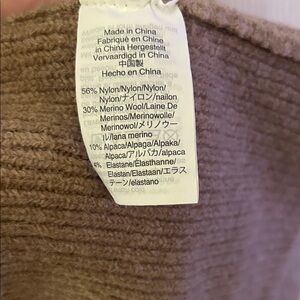 Made in China
Fabriqué en Chine
in China Hergestellt
Vervaardigd in China
中国製
Hecho en China
56% Nylon/Nylon/Nylon/
Nylon/ナイロン/nailon
30% Merino Wool/Laine De
Merinos/Merinowolle/
Merinowol/メリノウー
ル/lana merino
10% Alpaca/Alpaga/Alpaka/
Alpaca/アルパカ/alpaca
4% Elastane/Élasthanne/
Elastan/Elastaan/エラス
テーン/elastano